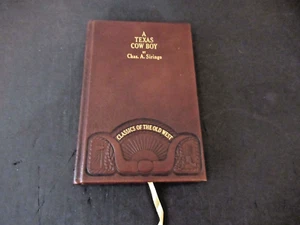 A
TEXAS
COW BOY
BY
Chas. A. Siringo
CLASSICS OF THE OLD WEST